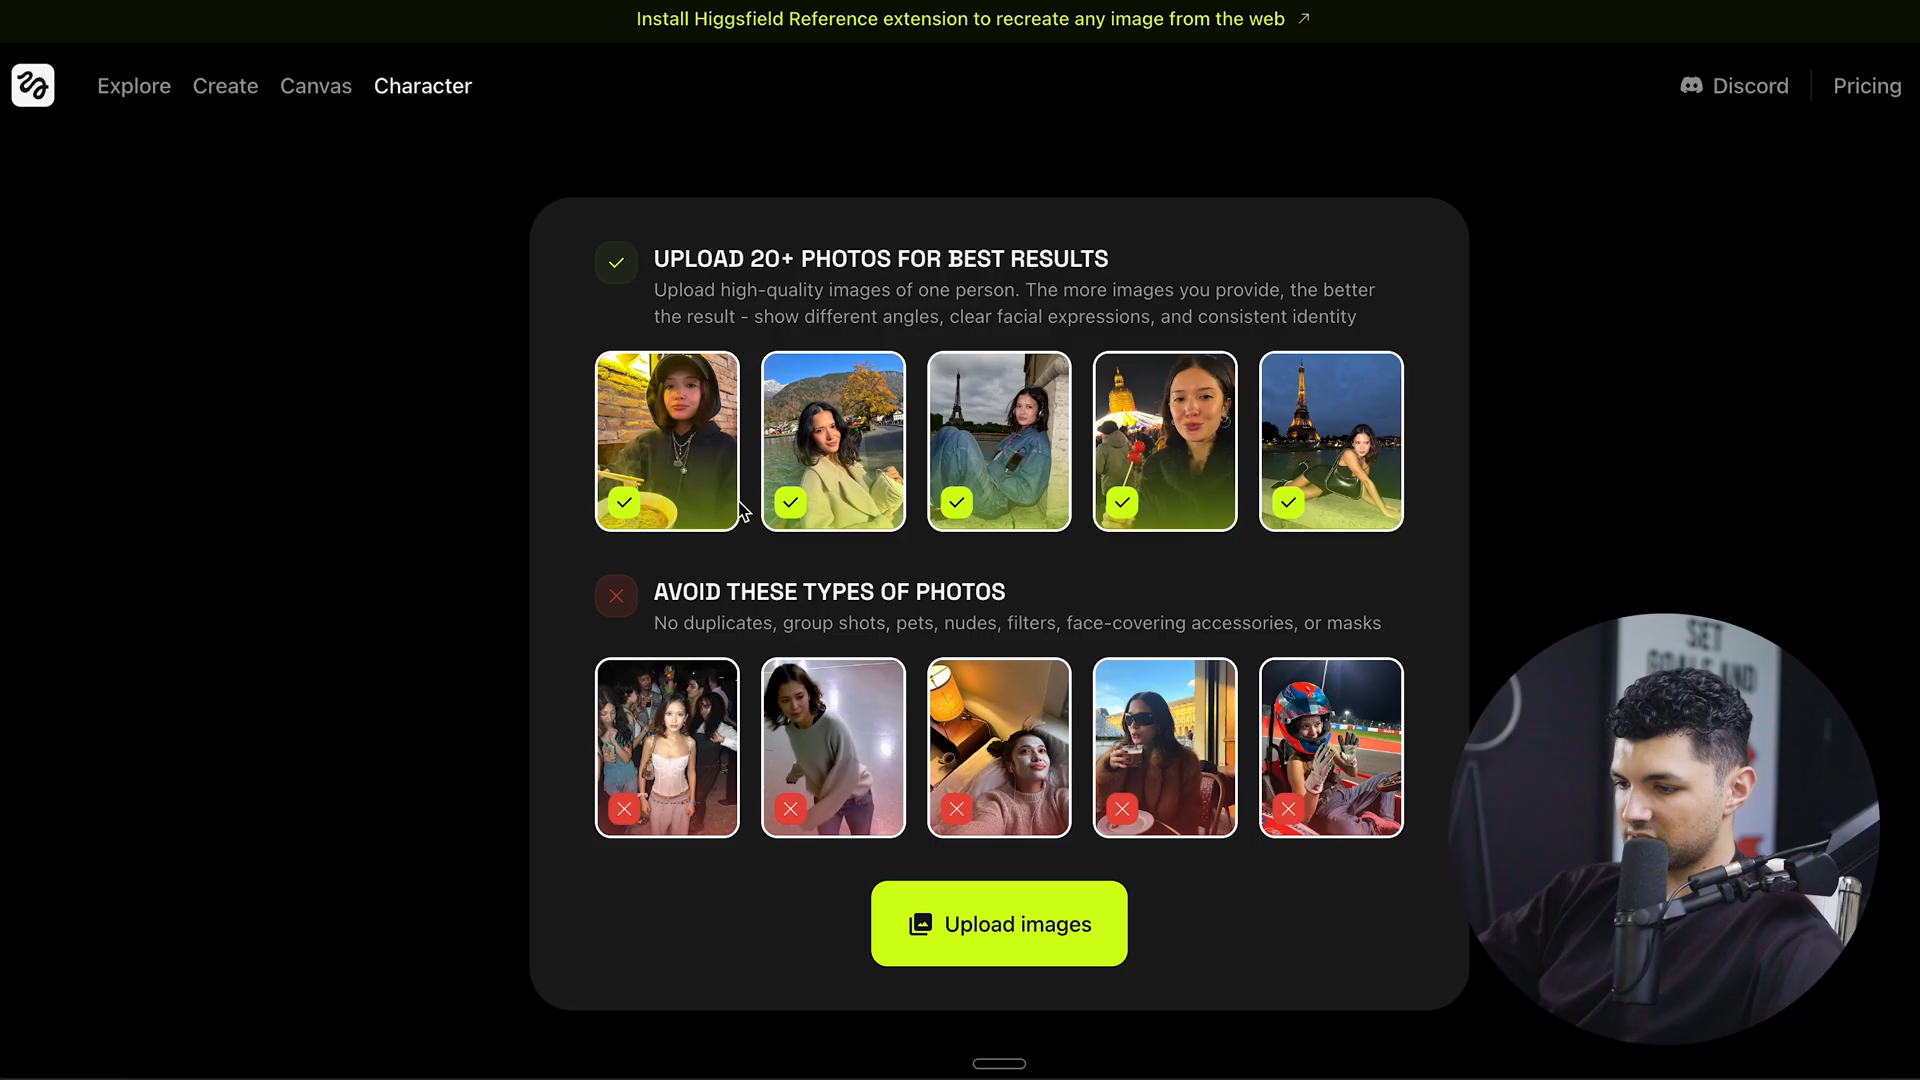 Install Higgsfield Reference extension to recreate any image from the web
Explore Create Canvas Character
Discord Pricing
UPLOAD 20+ PHOTOS FOR BEST RESULTS
Upload high-quality images of one person. The more images you provide, the better
the result - show different angles, clear facial expressions, and consistent identity
AVOID THESE TYPES OF PHOTOS
No duplicates, group shots, pets, nudes, filters, face-covering accessories, or masks
Upload images
SET
GOALS AND